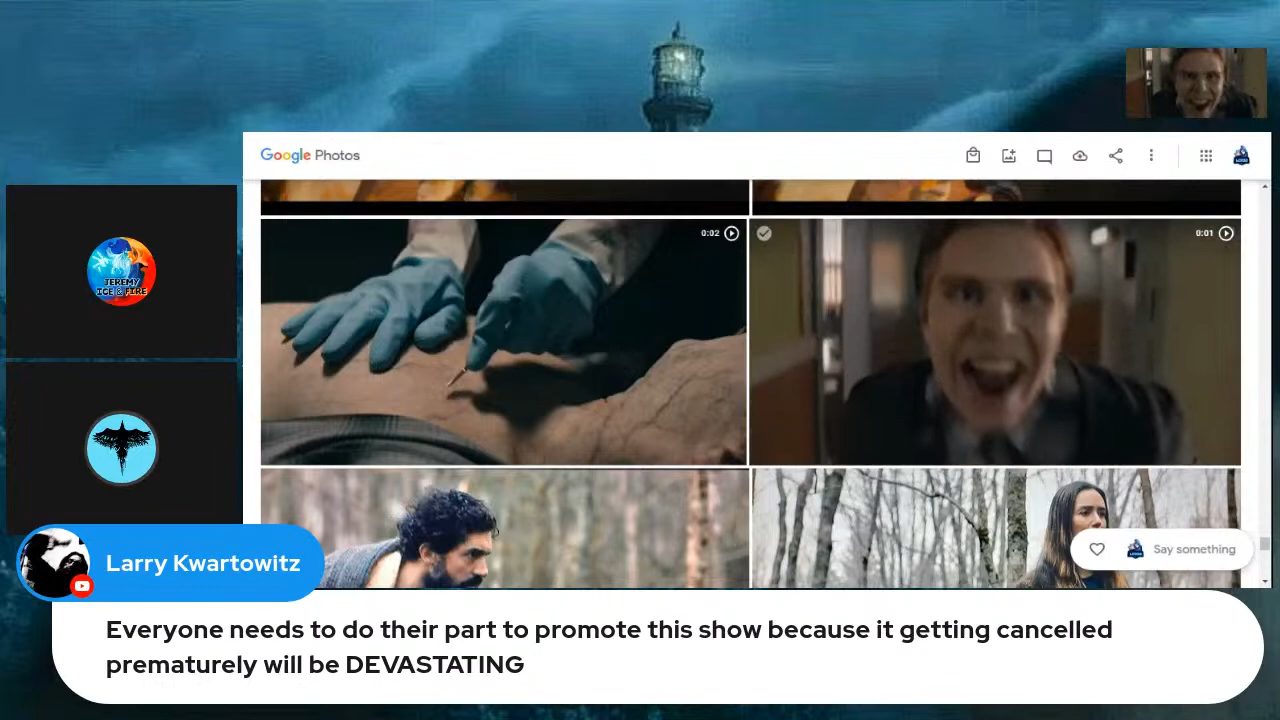 Google Photos
0:02
0:01
JEREMY
ICE & FIRE
Say something
Larry Kwartowitz
Everyone needs to do their part to promote this show because it getting cancelled
prematurely will be DEVASTATING